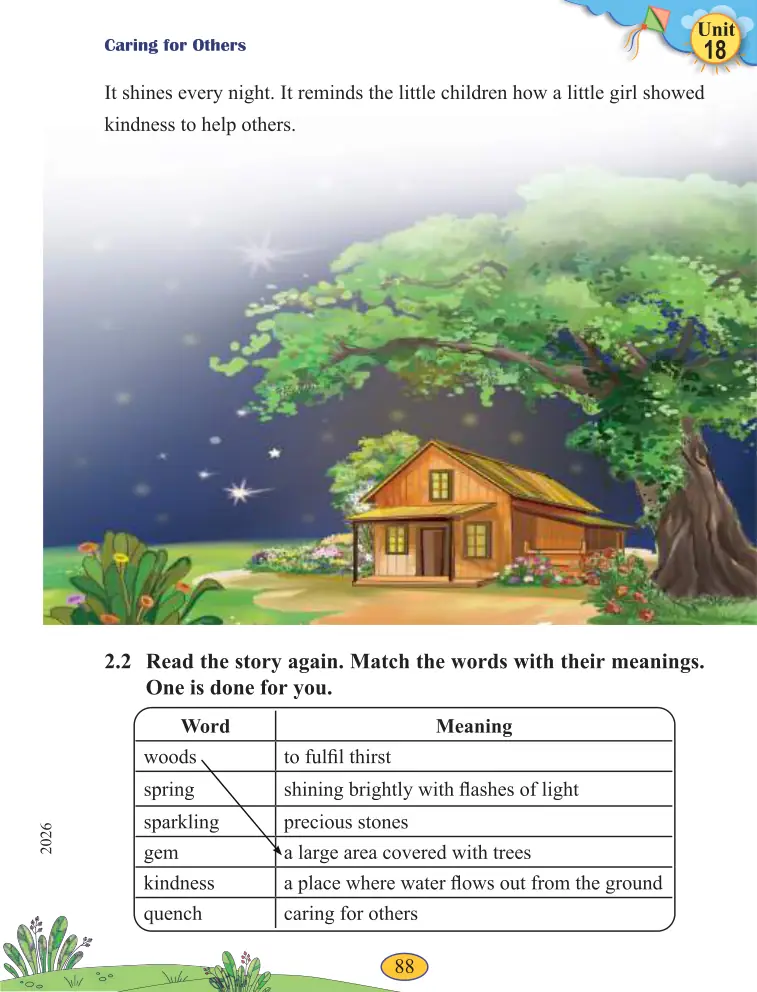 Caring for Others
Unit
18
It shines every night. It reminds the little children how a little girl showed
kindness to help others.
2.2 Read the story again. Match the words with their meanings.
One is done for you.
Word Meaning
woods to fulfil thirst
spring shining brightly with flashes of light
sparkling precious stones
gem a large area covered with trees
kindness a place where water flows out from the ground
quench caring for others
2026
88